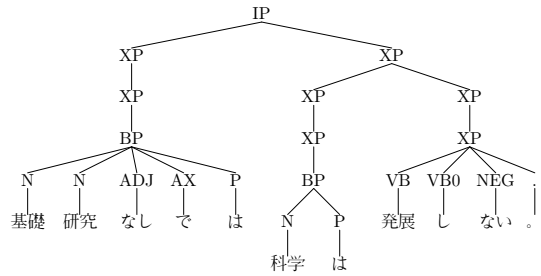 IP
XP XP
XP XP XP
BP XP XP
N N ADJ AX P BP VB VB0 NEG .
基礎 研究 なし で は N P 発展 し ない 。
科学 は